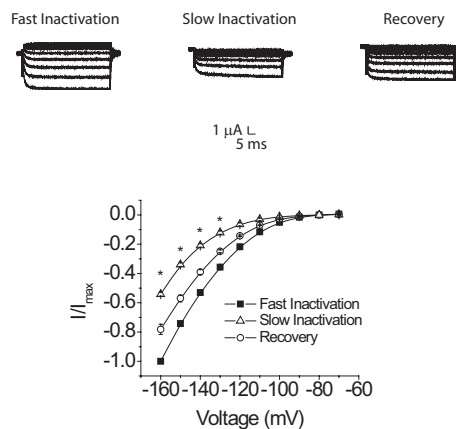 Fast Inactivation Slow Inactivation Recovery
1 μA
5 ms
0.0
-0.2
-0.4
-0.6
-0.8
-1.0
I/Imax
* * * *
Fast Inactivation
Slow Inactivation
Recovery
-160 -140 -120 -100 -80 -60
Voltage (mV)